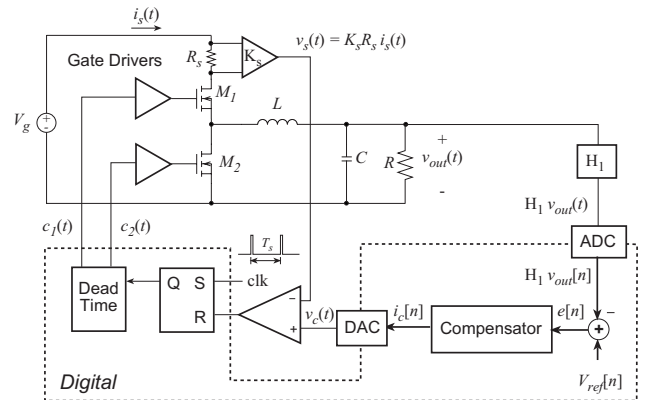 i_s(t)
v_s(t) = K_s R_s i_s(t)
Gate Drivers
R_s
K_s
M_1
L
V_g
+
-
M_2
C
R
+
v_out(t)
-
H_1
c_1(t)
c_2(t)
H_1 v_out(t)
ADC
T_s
clk
H_1 v_out[n]
Dead Time
Q S
R
−
+
v_c(t)
DAC
i_c[n]
Compensator
e[n]
−
+
V_ref[n]
Digital